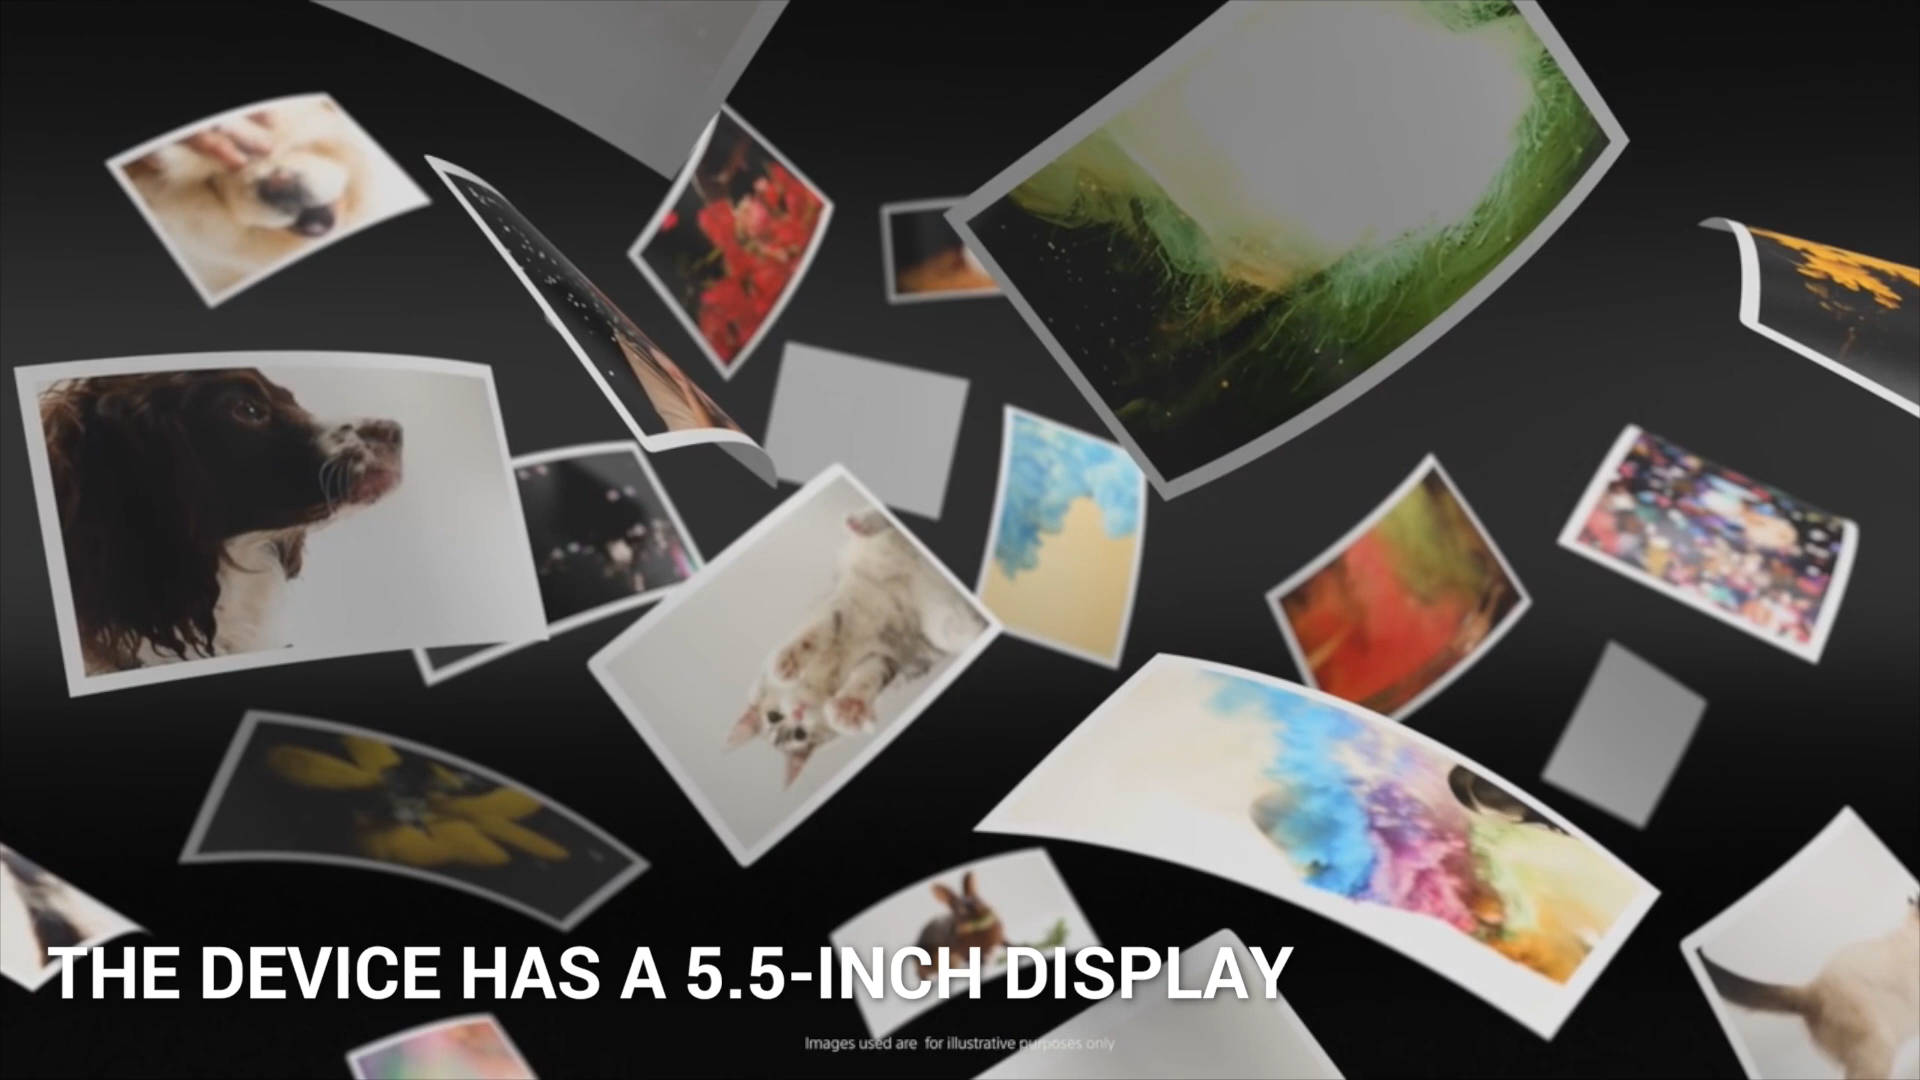 THE DEVICE HAS A 5.5-INCH DISPLAY
Images used are for illustrative purposes only